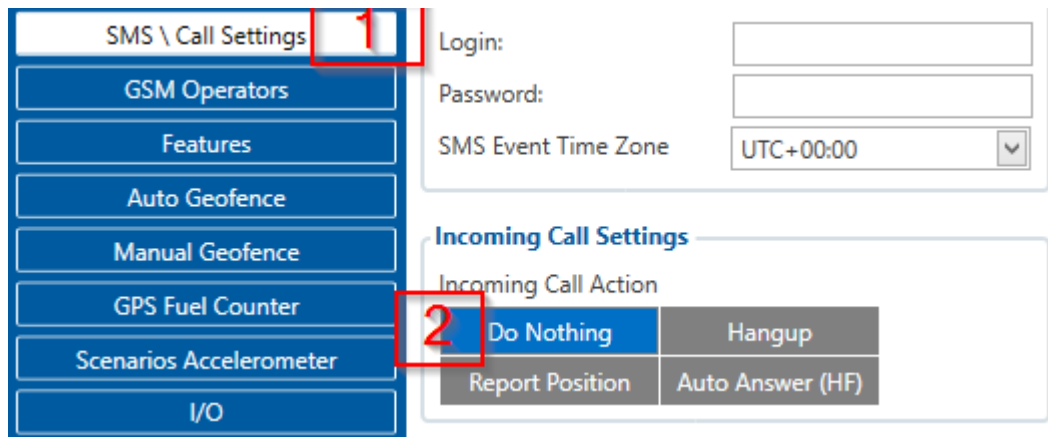 SMS \ Call Settings
1
GSM Operators
Features
Auto Geofence
Manual Geofence
GPS Fuel Counter
Scenarios Accelerometer
I/O
Login:
Password:
SMS Event Time Zone UTC+00:00
Incoming Call Settings
Incoming Call Action
2
Do Nothing Hangup
Report Position Auto Answer (HF)